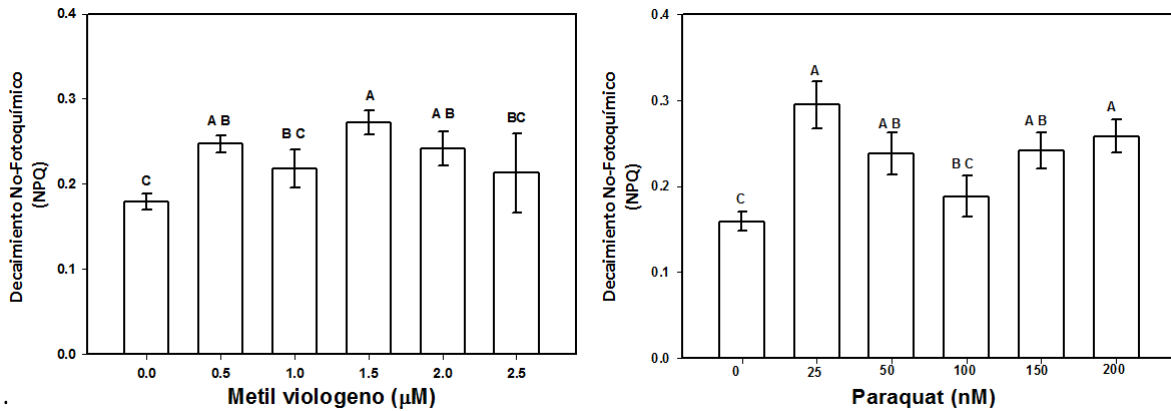 Decaimiento No-Fotoquímico
(NPQ)
0.4
0.3
0.2
0.1
0.0
C
A B
B C
A
A B
BC
0.0 0.5 1.0 1.5 2.0 2.5
Metil viologeno (μM)
.
Decaimiento No-Fotoquímico
(NPQ)
0.4
0.3
0.2
0.1
0.0
C
A
A B
B C
A B
A
0 25 50 100 150 200
Paraquat (nM)